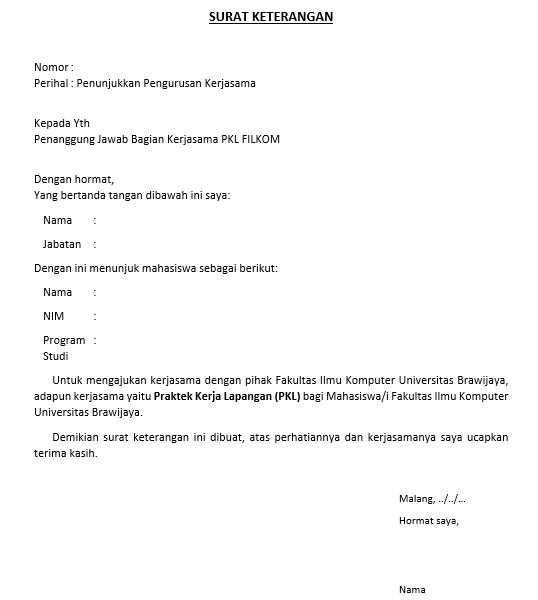 SURAT KETERANGAN
Nomor :
Perihal : Penunjukkan Pengurusan Kerjasama
Kepada Yth
Penanggung Jawab Bagian Kerjasama PKL FILKOM
Dengan hormat,
Yang bertanda tangan dibawah ini saya:
Nama :
Jabatan :
Dengan ini menunjuk mahasiswa sebagai berikut:
Nama :
NIM :
Program :
Studi
Untuk mengajukan kerjasama dengan pihak Fakultas Ilmu Komputer Universitas Brawijaya,
adapun kerjasama yaitu Praktek Kerja Lapangan (PKL) bagi Mahasiswa/i Fakultas Ilmu Komputer
Universitas Brawijaya.
Demikian surat keterangan ini dibuat, atas perhatiannya dan kerjasamanya saya ucapkan
terima kasih.
Malang, ../../...
Hormat saya,
Nama